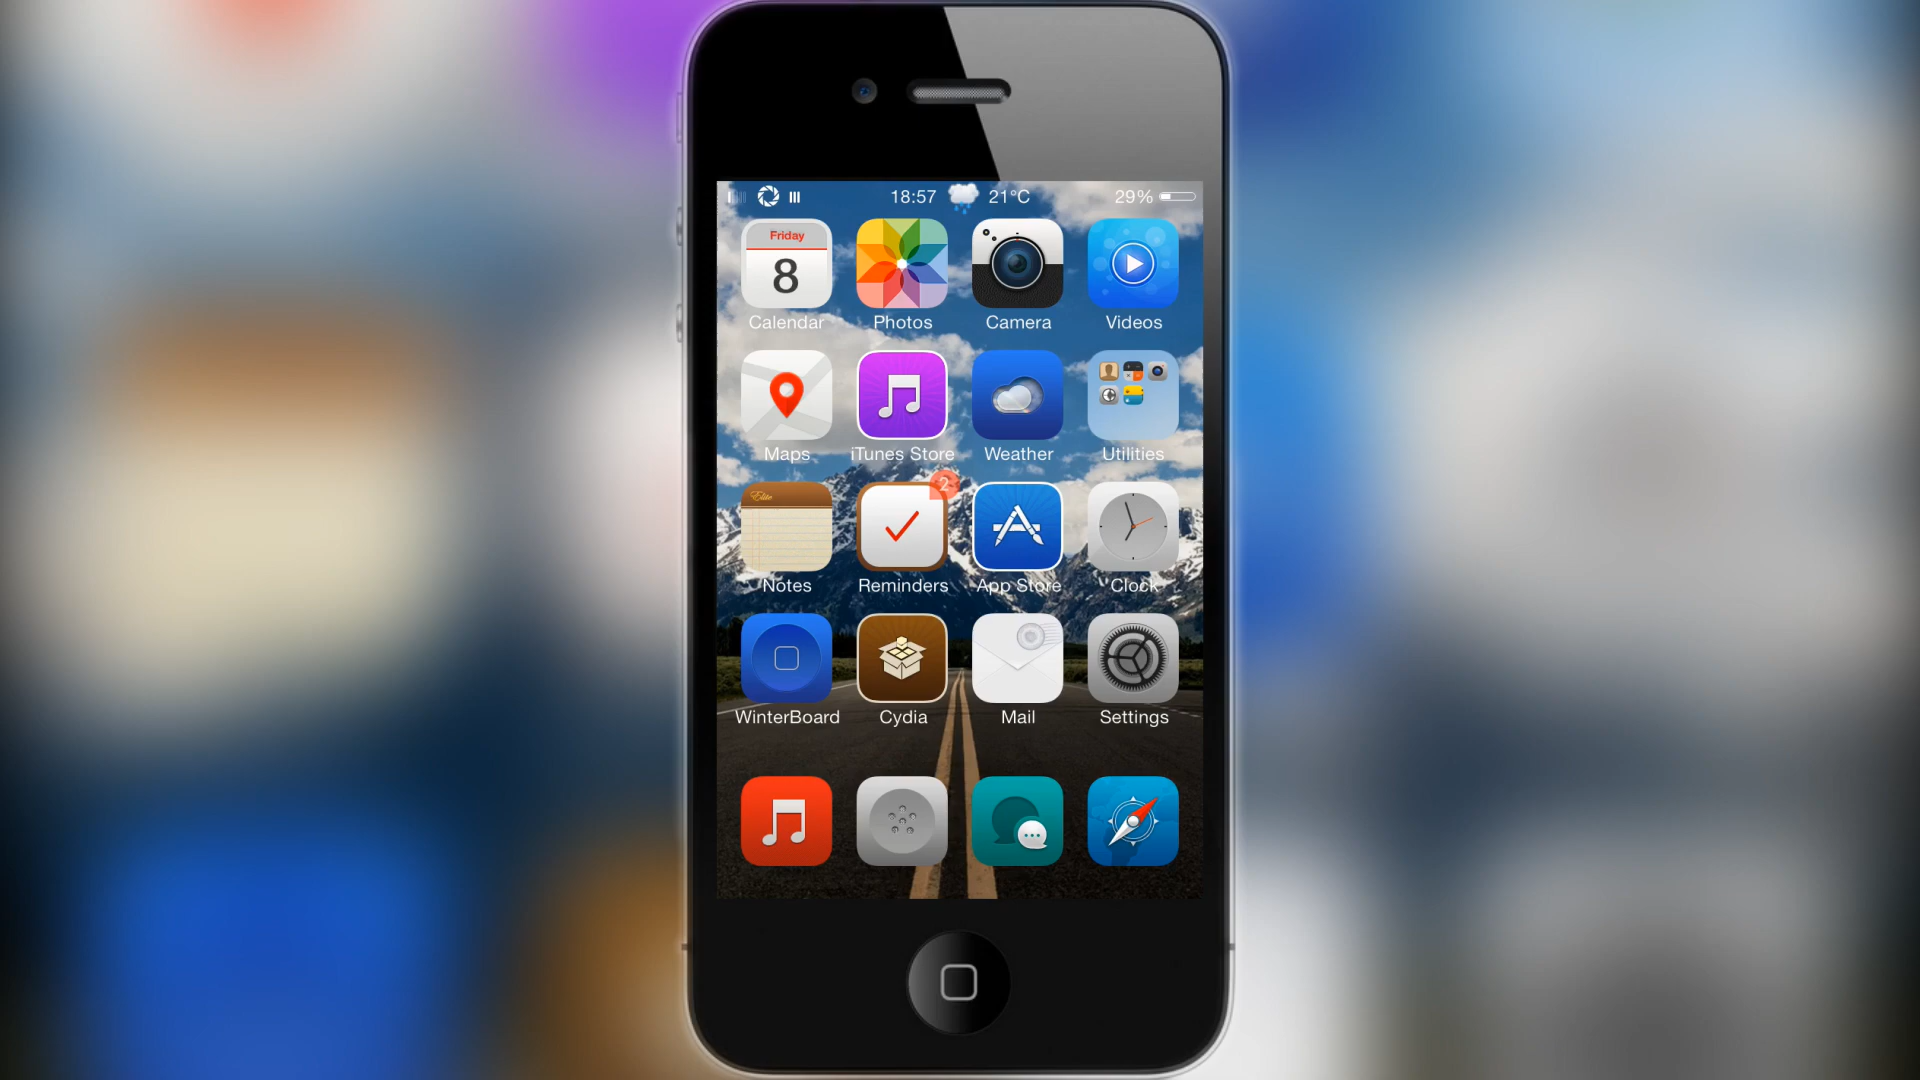 18:57 21°C 29%
Friday
8
Calendar Photos Camera Videos
Maps iTunes Store Weather Utilities
Elite
2
Notes Reminders App Store Clock
WinterBoard Cydia Mail Settings